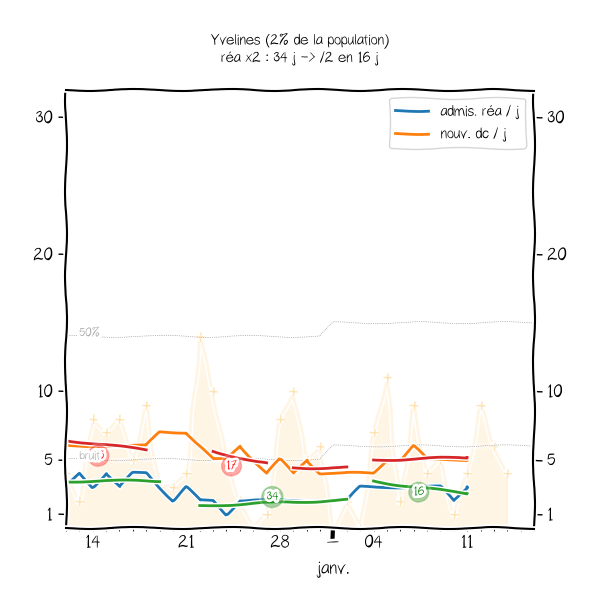 Yvelines (2% de la population)
réa x2 : 34 j -> /2 en 16 j
admis. réa / j
nouv. dc / j
30 30
20 20
50%
10 10
bruit
17
5 5
34
16
1 1
14 21 28 1 04 11
janv.